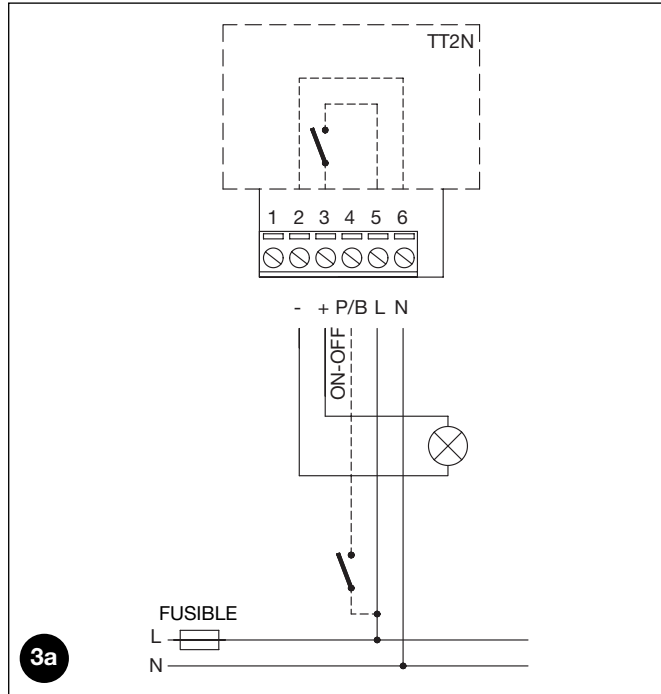 TT2N
1 2 3 4 5 6
- + P/B L N
ON-OFF
FUSIBLE
L
N
3a